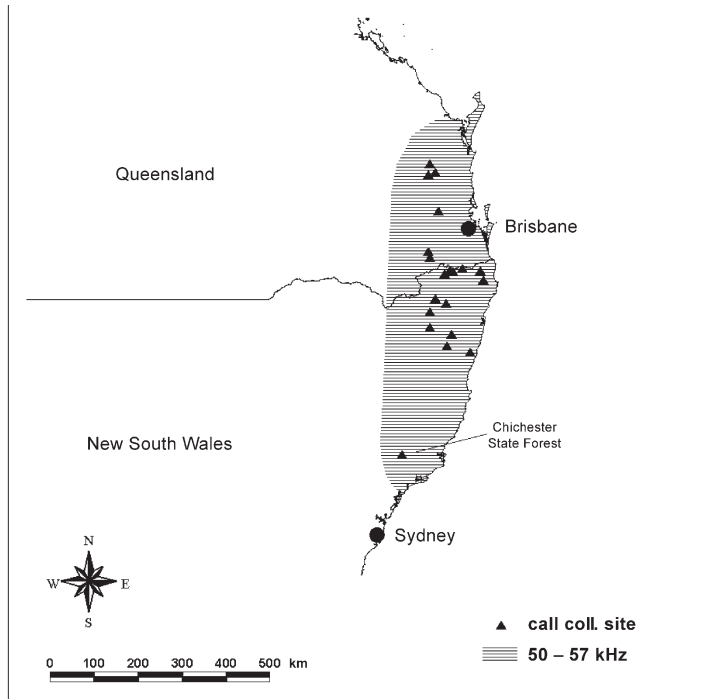 Queensland
Brisbane
New South Wales
Chichester
State Forest
Sydney
N
W
E
S
call coll. site
50 – 57 kHz
0 100 200 300 400 500 km